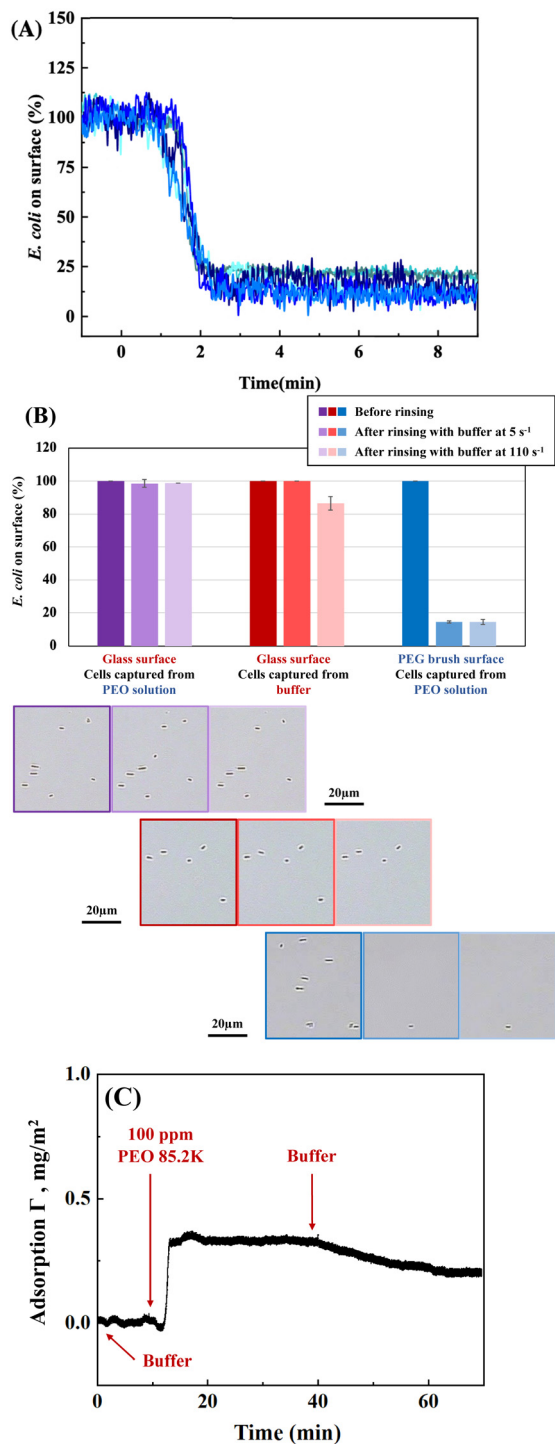 (A)
E. coli on surface (%)
150
125
100
75
50
25
0
0
2
4
6
8
Time(min)
(B)
Before rinsing
After rinsing with buffer at 5 s⁻¹
After rinsing with buffer at 110 s⁻¹
E. coli on surface (%)
120
100
80
60
40
20
0
Glass surface
Cells captured from
PEO solution
Glass surface
Cells captured from
buffer
PEG brush surface
Cells captured from
PEO solution
20µm
20µm
20µm
(C)
Adsorption Γ , mg/m²
1.0
0.5
0.0
100 ppm
PEO 85.2K
Buffer
Buffer
0
20
40
60
Time (min)